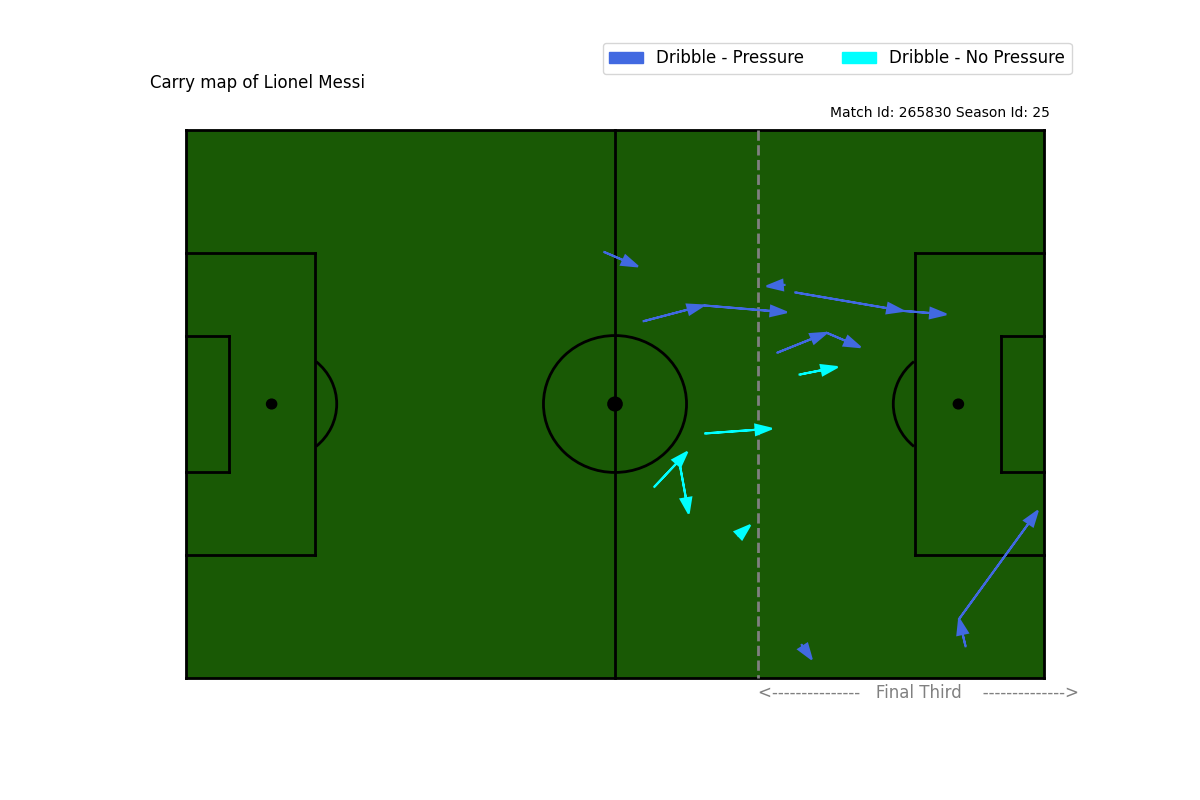 Dribble - Pressure Dribble - No Pressure
Carry map of Lionel Messi
Match Id: 265830 Season Id: 25
<--------------- Final Third -------------->